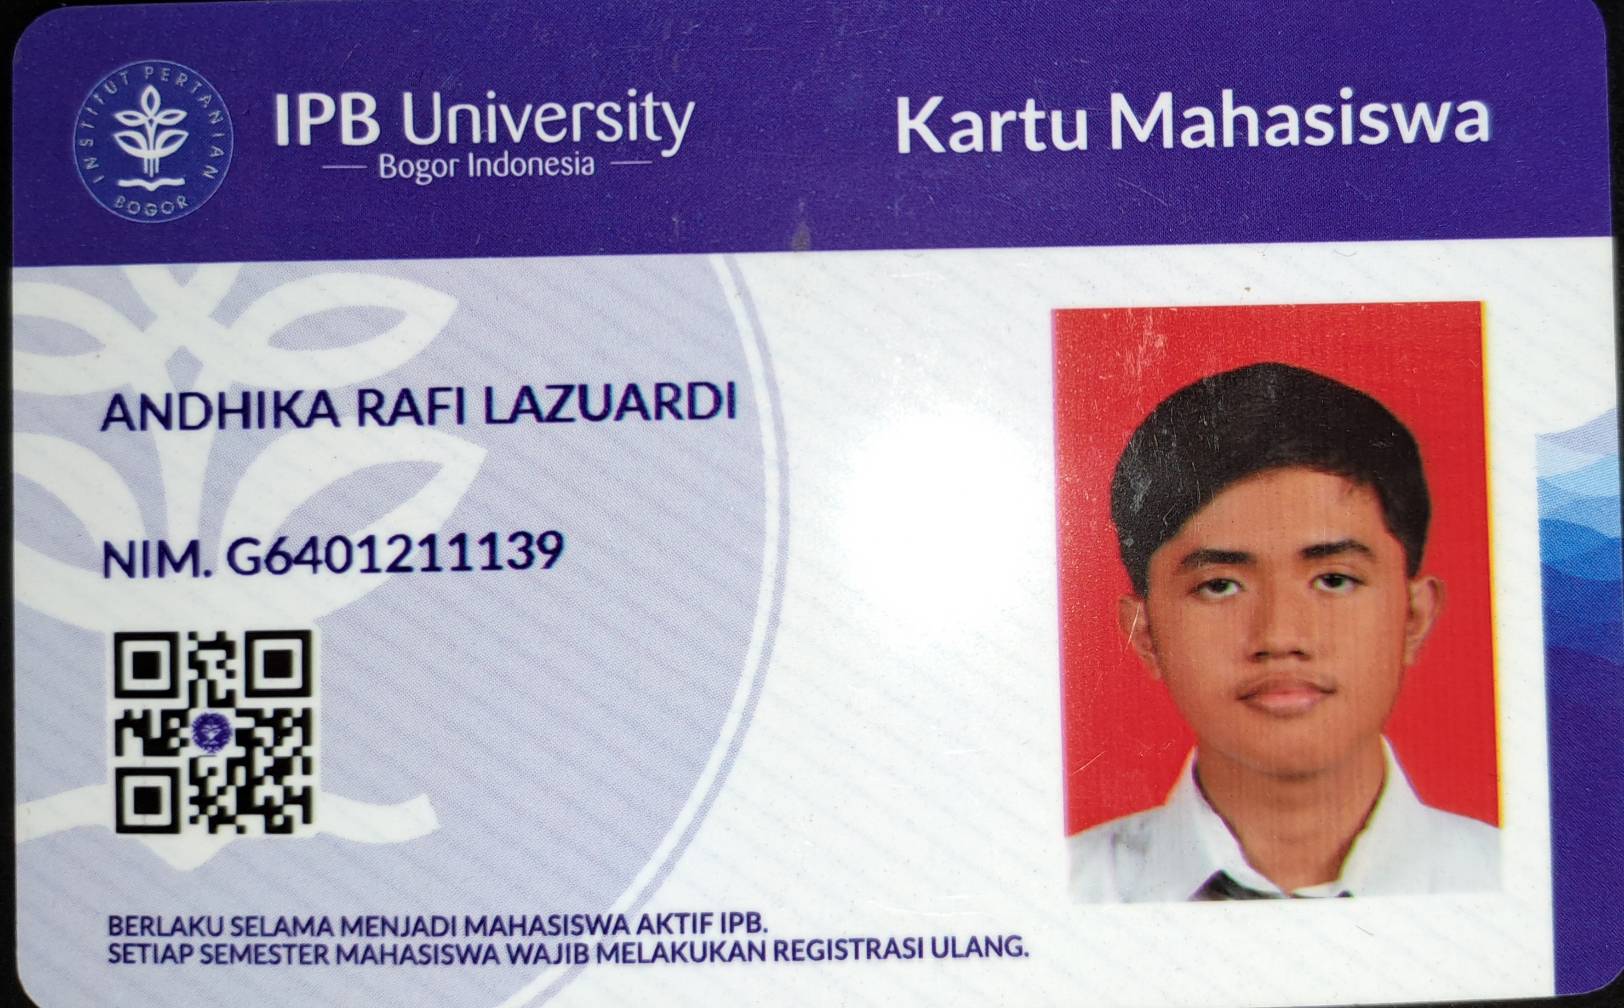 INSTITUT PERTANIAN BOGOR
IPB University
Bogor Indonesia
Kartu Mahasiswa
ANDHIKA RAFI LAZUARDI
NIM. G6401211139
BERLAKU SELAMA MENJADI MAHASISWA AKTIF IPB.
SETIAP SEMESTER MAHASISWA WAJIB MELAKUKAN REGISTRASI ULANG.